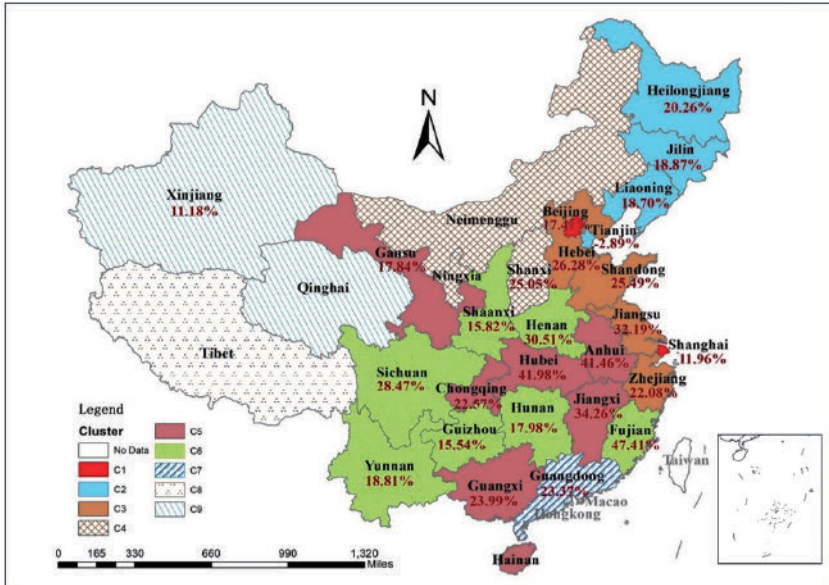 N
Heilongjiang
20.26%
Jilin
18.87%
Liaoning
18.70%
Xinjiang
11.18%
Neimenggu
Beijing
Tianjin
-2.89%
Gansu
17.84%
Hebei
26.28%
Ningxia
Shanxi
25.05%
Shandong
25.49%
Qinghai
Shaanxi
15.82%
Jiangsu
32.19%
Henan
30.51%
Shanghai
11.96%
Tibet
Anhui
41.46%
Hubei
41.98%
Sichuan
28.47%
Zhejiang
22.08%
Chongqing
22.57%
Jiangxi
34.26%
Hunan
17.98%
Guizhou
15.54%
Fujian
47.41%
Yunnan
18.81%
Taiwan
Guangxi
23.99%
Guangdong
23.37%
Macao
Hongkong
Hainan
Legend
Cluster
No Data
C1
C2
C3
C4
C5
C6
C7
C8
C9
0 165 330 660 990 1,320
Miles